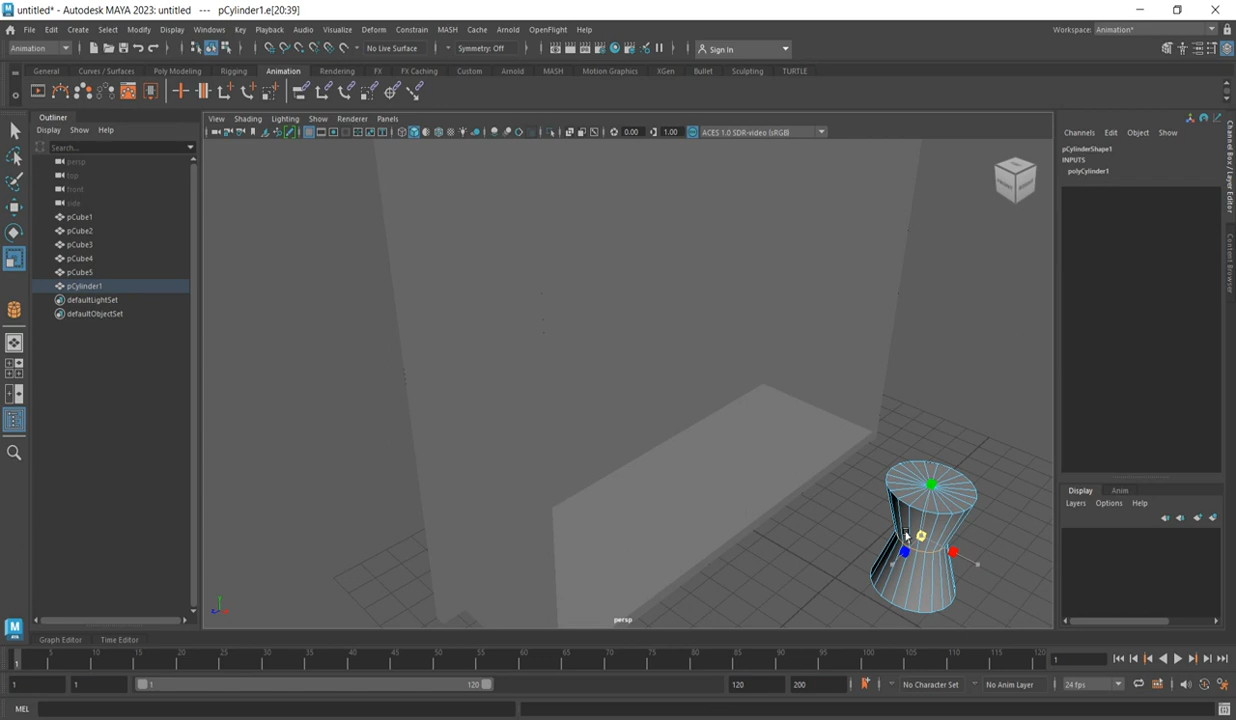 untitled* - Autodesk MAYA 2023: untitled --- pCylinder1.e[20:39]
File Edit Create Select Modify Display Windows Key Playback Audio Visualize Deform Constrain MASH Cache Arnold OpenFlight Help
Workspace: Animation*
Animation
No Live Surface
Symmetry: Off
Sign In
General Curves / Surfaces Poly Modeling Rigging Animation Rendering FX FX Caching Custom Arnold MASH Motion Graphics XGen Bullet Sculpting TURTLE
Outliner
Display Show Help
Search...
persp
top
front
side
pCube1
pCube2
pCube3
pCube4
pCube5
pCylinder1
defaultLightSet
defaultObjectSet
View Shading Lighting Show Renderer Panels
0.00
1.00
ACES 1.0 SDR-video (sRGB)
persp
Channels Edit Object Show
pCylinderShape1
INPUTS
polyCylinder1
Channel Box / Layer Editor
Content Browser
Display Anim
Layers Options Help
Graph Editor Time Editor
1
5 10 15 20 25 30 35 40 45 50 55 60 65 70 75 80 85 90 95 100 105 110 115 120
1
1
1
1
120
120
200
No Character Set
No Anim Layer
24 fps
MEL